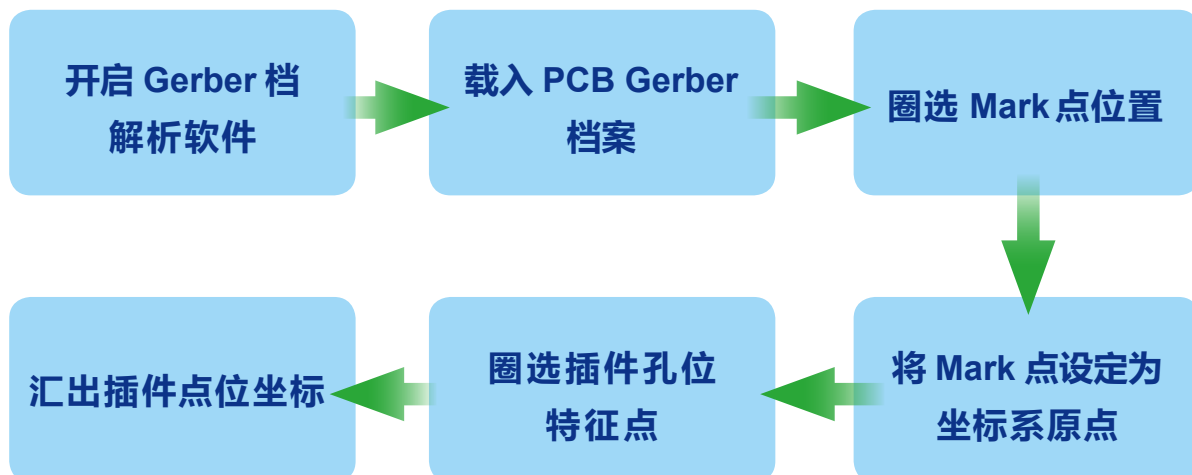 开启 Gerber 档
解析软件
载入 PCB Gerber
档案
圈选 Mark 点位置
将 Mark 点设定为
坐标系原点
圈选插件孔位
特征点
汇出插件点位坐标